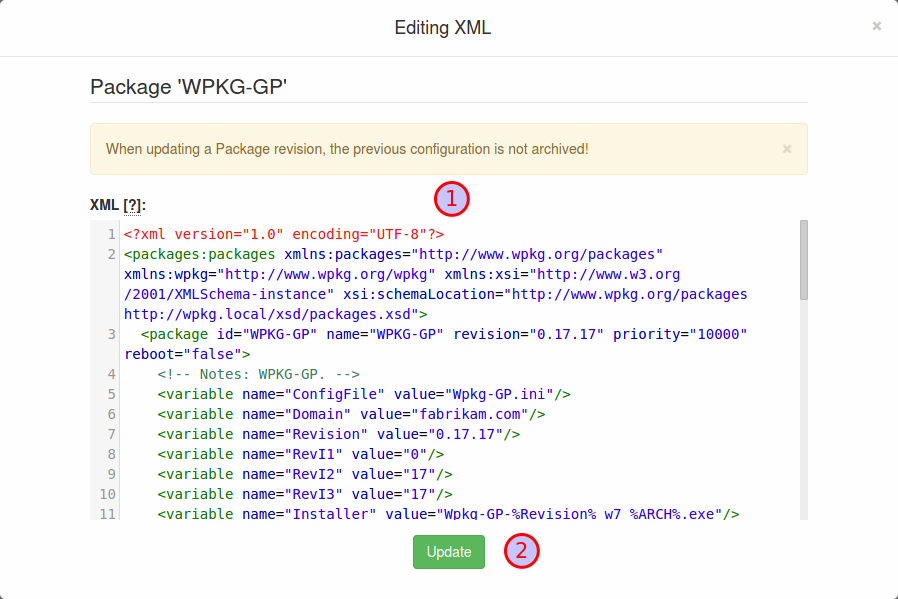 Editing XML
×
Package 'WPKG-GP'
When updating a Package revision, the previous configuration is not archived!
×
XML [?]:
1
1 <?xml version="1.0" encoding="UTF-8"?>
2 <packages:packages xmlns:packages="http://www.wpkg.org/packages"
xmlns:wpkg="http://www.wpkg.org/wpkg" xmlns:xsi="http://www.w3.org
/2001/XMLSchema-instance" xsi:schemaLocation="http://www.wpkg.org/packages
http://wpkg.local/xsd/packages.xsd">
3 <package id="WPKG-GP" name="WPKG-GP" revision="0.17.17" priority="10000"
reboot="false">
4 <!-- Notes: WPKG-GP. -->
5 <variable name="ConfigFile" value="Wpkg-GP.ini"/>
6 <variable name="Domain" value="fabrikam.com"/>
7 <variable name="Revision" value="0.17.17"/>
8 <variable name="RevI1" value="0"/>
9 <variable name="RevI2" value="17"/>
10 <variable name="RevI3" value="17"/>
11 <variable name="Installer" value="Wpkg-GP-%Revision%_w7_%ARCH%.exe"/>
Update
2